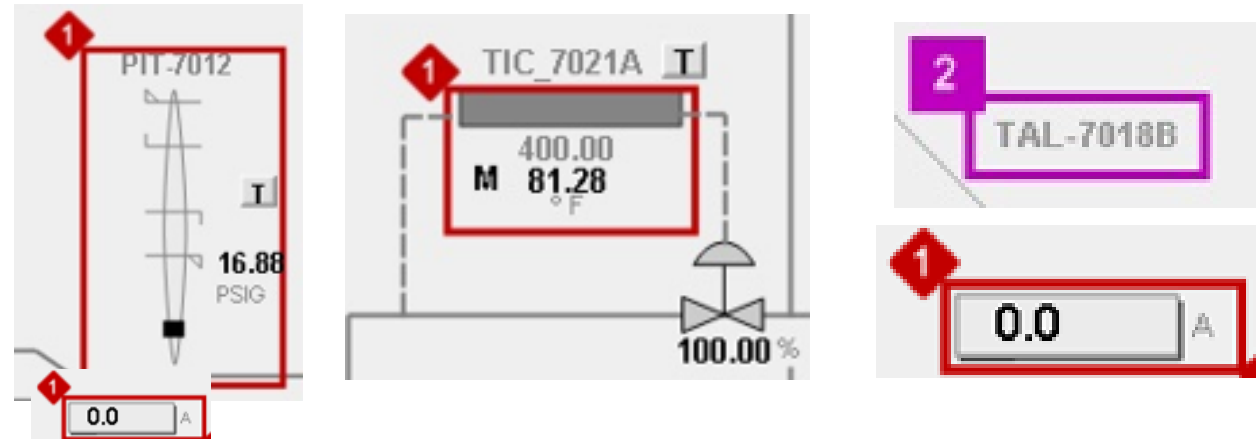 1
PIT-7012
T
16.88
PSIG
1
0.0 A
1
TIC_7021A T
400.00
M 81.28
° F
100.00 %
2
TAL-7018B
1
0.0 A